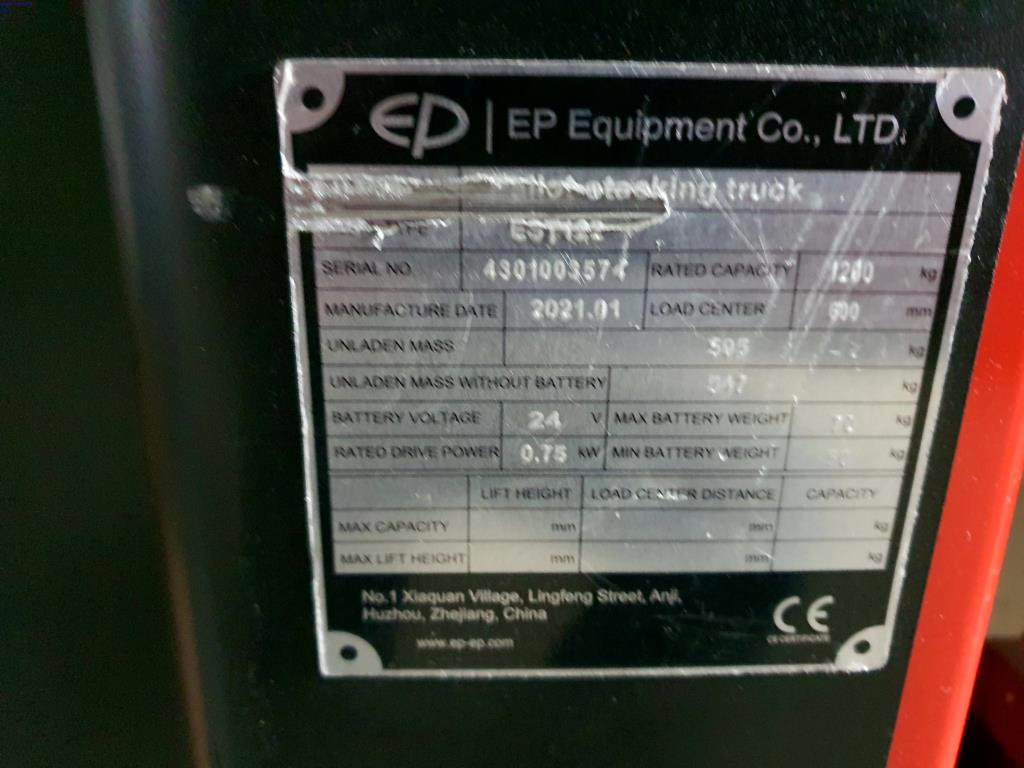 EP | EP Equipment Co., LTD.
stacking truck
SERIAL NO. 4301003574 RATED CAPACITY 1200 kg
MANUFACTURE DATE 2021.01 LOAD CENTER 600 mm
UNLADEN MASS 595 kg
UNLADEN MASS WITHOUT BATTERY kg
BATTERY VOLTAGE 24 V MAX BATTERY WEIGHT kg
RATED DRIVE POWER 0.75 kW MIN BATTERY WEIGHT kg
LIFT HEIGHT LOAD CENTER DISTANCE CAPACITY
MAX CAPACITY mm mm kg
MAX LIFT HEIGHT mm mm kg
No.1 Xiaquan Village, Lingfeng Street, Anji,
Huzhou, Zhejiang, China
www.ep-ep.com
CE
CE CERTIFICATE